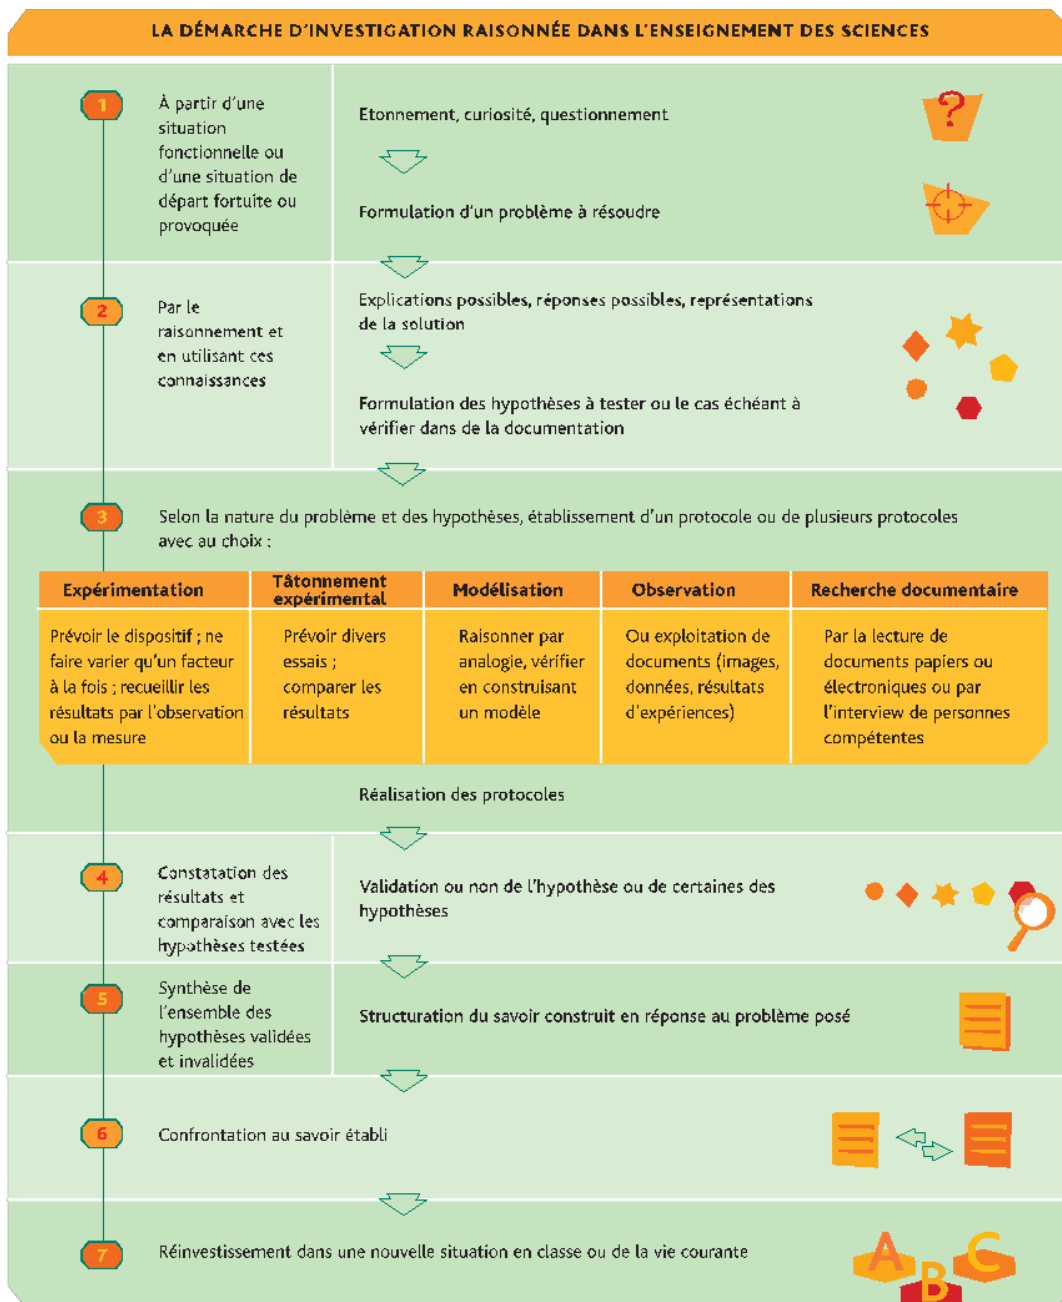 LA DÉMARCHE D'INVESTIGATION RAISONNÉE DANS L'ENSEIGNEMENT DES SCIENCES
1
À partir d'une
situation
fonctionnelle ou
d'une situation de
départ fortuite ou
provoquée
Etonnement, curiosité, questionnement
?
Formulation d'un problème à résoudre
2
Par le
raisonnement et
en utilisant ces
connaissances
Explications possibles, réponses possibles, représentations
de la solution
Formulation des hypothèses à tester ou le cas échéant à
vérifier dans de la documentation
3
Selon la nature du problème et des hypothèses, établissement d'un protocole ou de plusieurs protocoles
avec au choix :
Expérimentation
Prévoir le dispositif ; ne
faire varier qu'un facteur
à la fois ; recueillir les
résultats par l'observation
ou la mesure
Tâtonnement
expérimental
Prévoir divers
essais ;
comparer les
résultats
Modélisation
Raisonner par
analogie, vérifier
en construisant
un modèle
Observation
Ou exploitation de
documents (images,
données, résultats
d'expériences)
Recherche documentaire
Par la lecture de
documents papiers ou
électroniques ou par
l'interview de personnes
compétentes
Réalisation des protocoles
4
Constatation des
résultats et
comparaison avec les
hypothèses testées
Validation ou non de l'hypothèse ou de certaines des
hypothèses
5
Synthèse de
l'ensemble des
hypothèses validées
et invalidées
Structuration du savoir construit en réponse au problème posé
6
Confrontation au savoir établi
7
Réinvestissement dans une nouvelle situation en classe ou de la vie courante
A
B
C